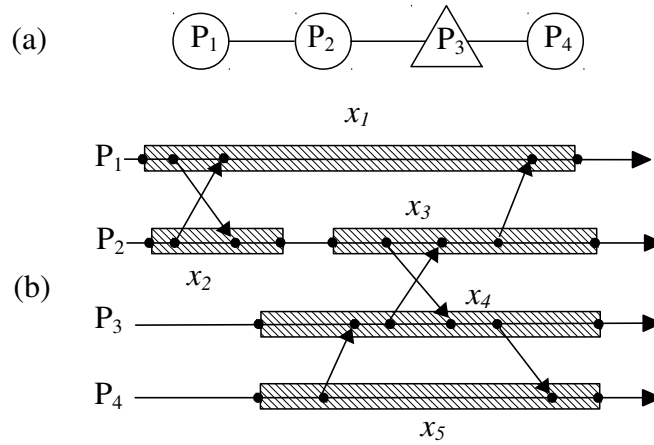 (a) P₁ P₂ P₃ P₄
x₁
P₁
x₃
P₂
x₂
(b)
x₄
P₃
P₄
x₅